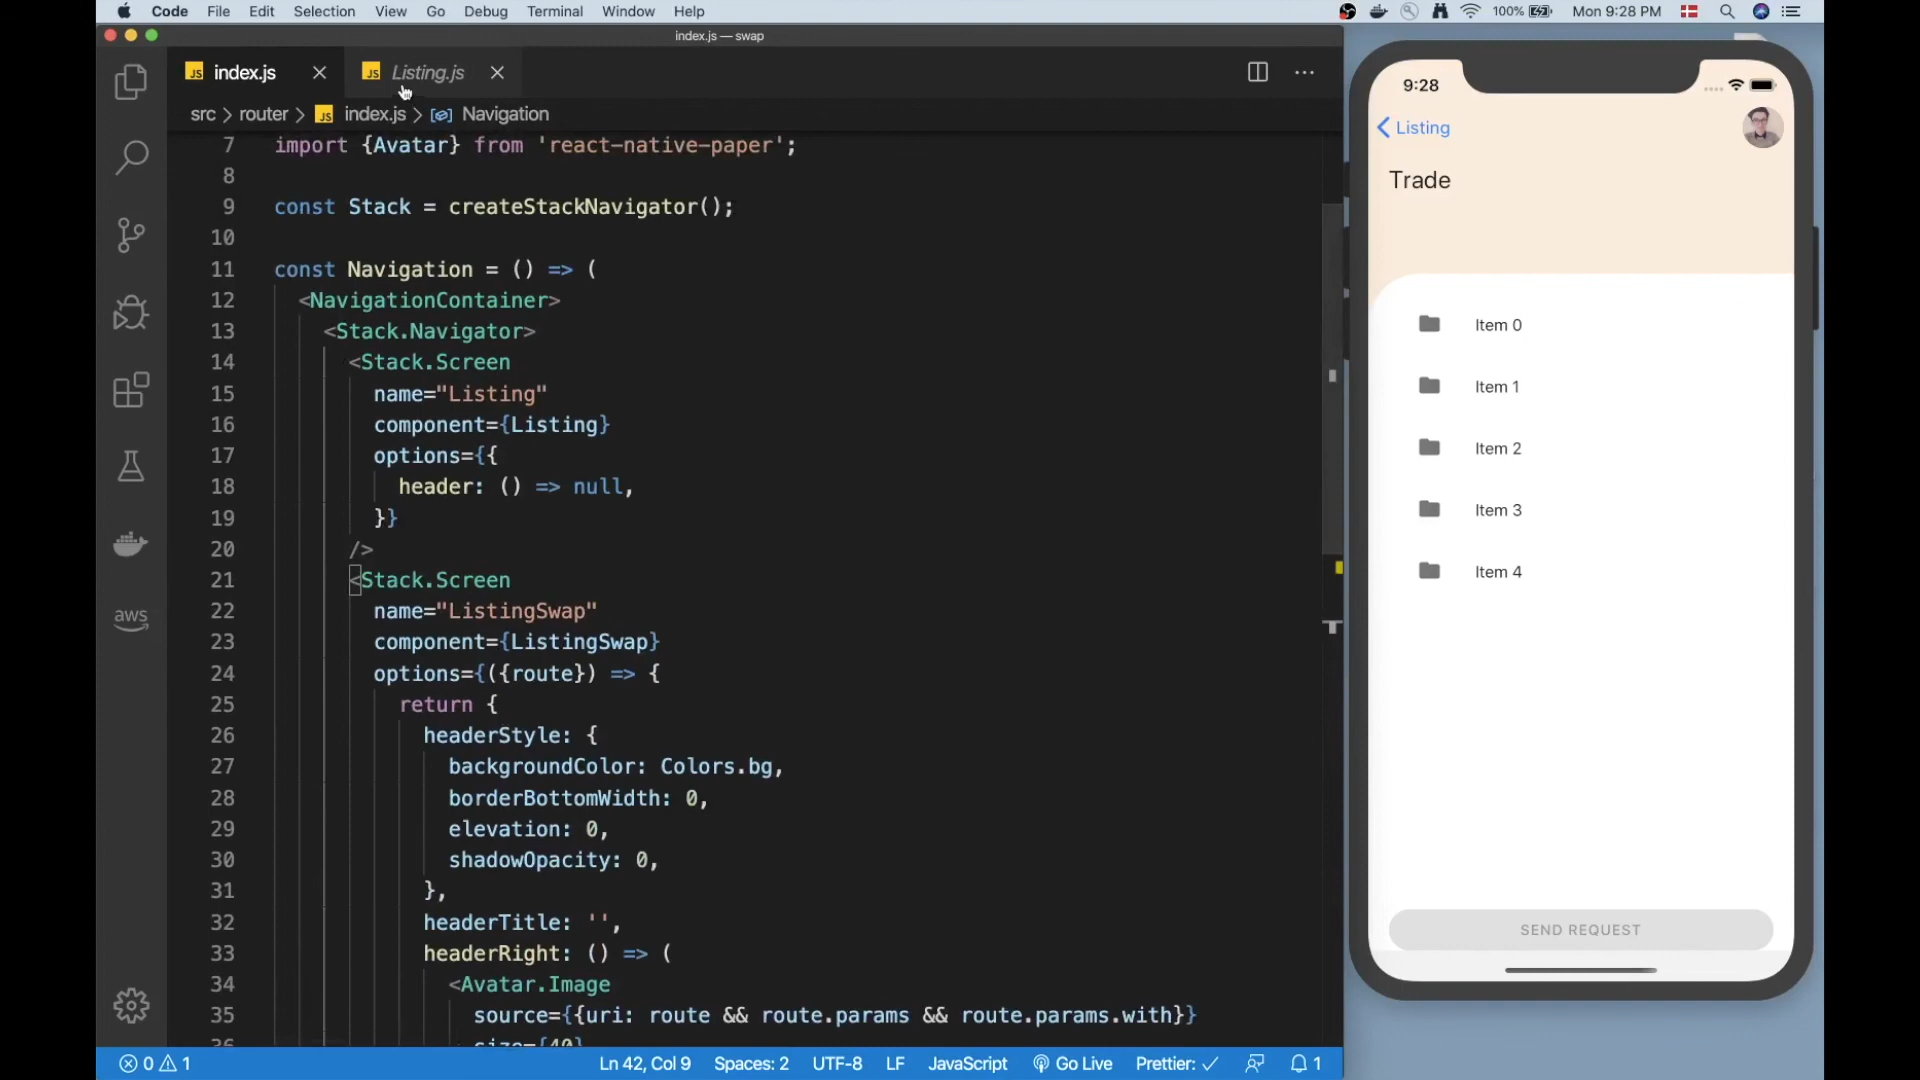 Code File Edit Selection View Go Debug Terminal Window Help
100% Mon 9:28 PM
index.js — swap
JS index.js
JS Listing.js
src > router > JS index.js > Navigation
7 import {Avatar} from 'react-native-paper';
8
9 const Stack = createStackNavigator();
10
11 const Navigation = () => (
12 <NavigationContainer>
13 <Stack.Navigator>
14 <Stack.Screen
15 name="Listing"
16 component={Listing}
17 options={{
18 header: () => null,
19 }}
20 />
21 <Stack.Screen
22 name="ListingSwap"
23 component={ListingSwap}
24 options={({route}) => {
25 return {
26 headerStyle: {
27 backgroundColor: Colors.bg,
28 borderBottomWidth: 0,
29 elevation: 0,
30 shadowOpacity: 0,
31 },
32 headerTitle: '',
33 headerRight: () => (
34 <Avatar.Image
35 source={{uri: route && route.params && route.params.with}}
36 size={40}
aws
0 1
Ln 42, Col 9 Spaces: 2 UTF-8 LF JavaScript Go Live Prettier: ✓ 1
9:28
Listing
Trade
Item 0
Item 1
Item 2
Item 3
Item 4
SEND REQUEST